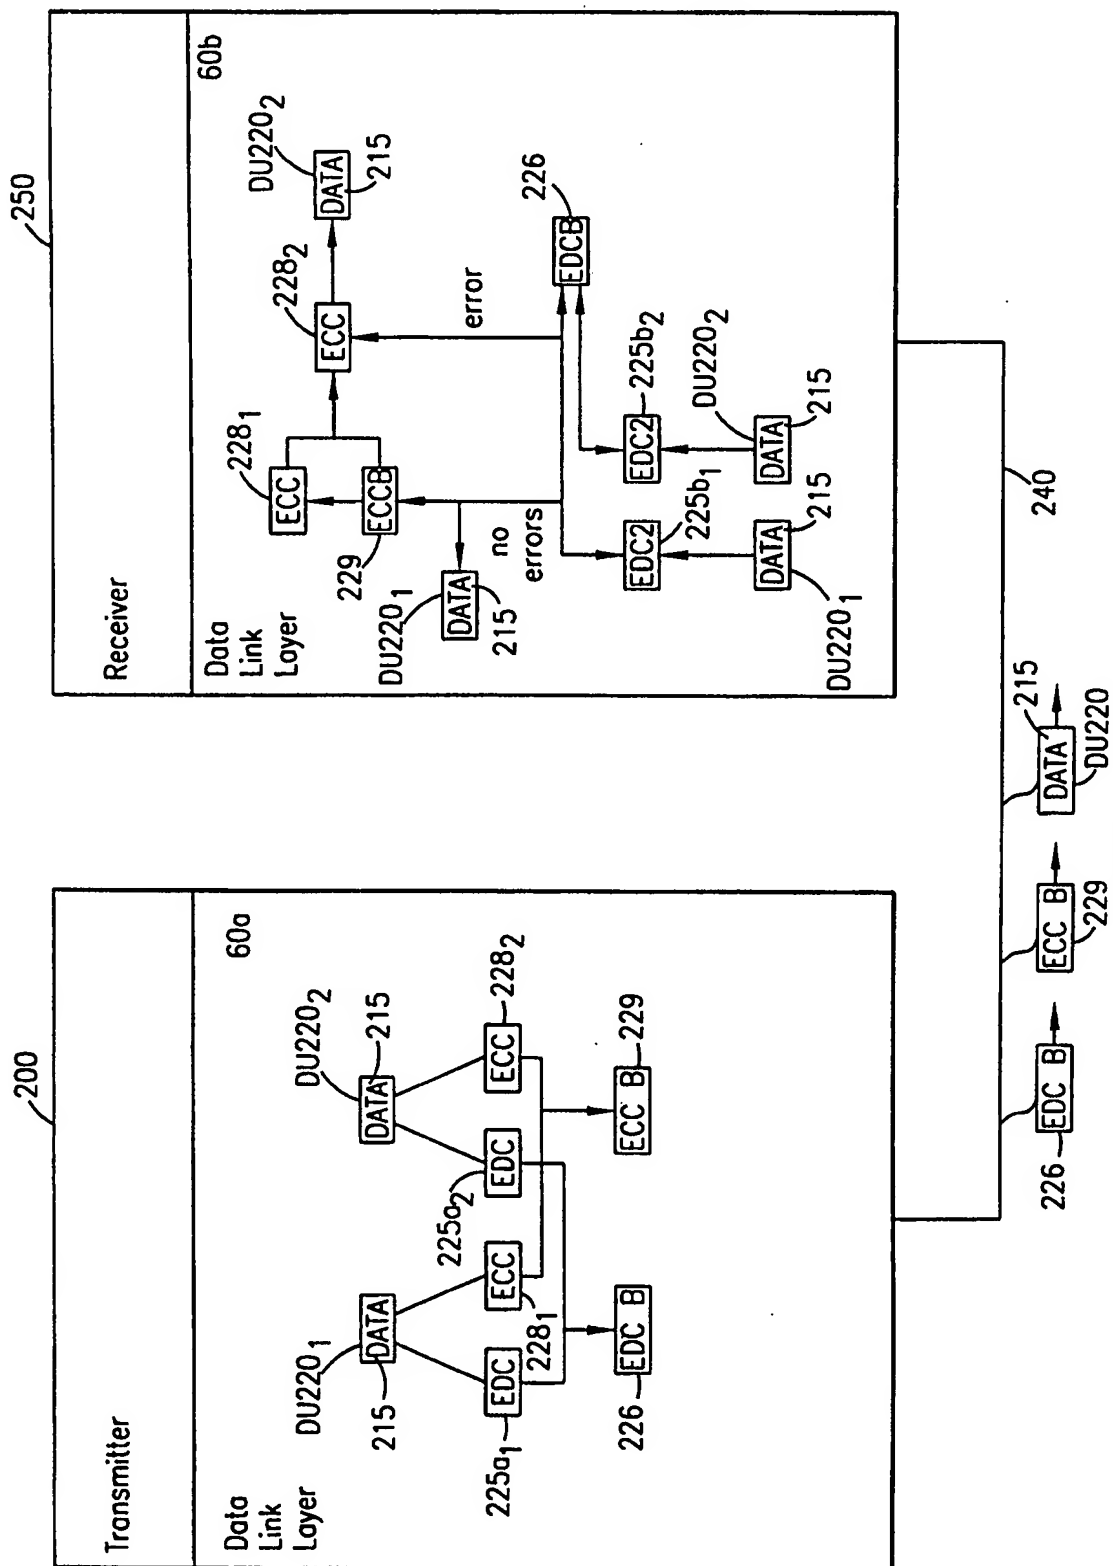 200
Transmitter
Data
Link
Layer
60a
DU220₁
DATA
215
DU220₂
DATA
215
225a₁
EDC
ECC
228₁
225a₂
EDC
ECC
228₂
226
EDC B
ECC B
229
250
Receiver
Data
Link
Layer
60b
228₁
ECC
228₂
ECC
DU220₂
DATA
215
229
ECCB
DU220₁
DATA
215
no
errors
error
EDCB
226
EDC2
225b₁
EDC2
225b₂
DU220₁
DATA
215
DU220₂
DATA
215
240
226
EDC B
ECC B
229
215
DATA
DU220